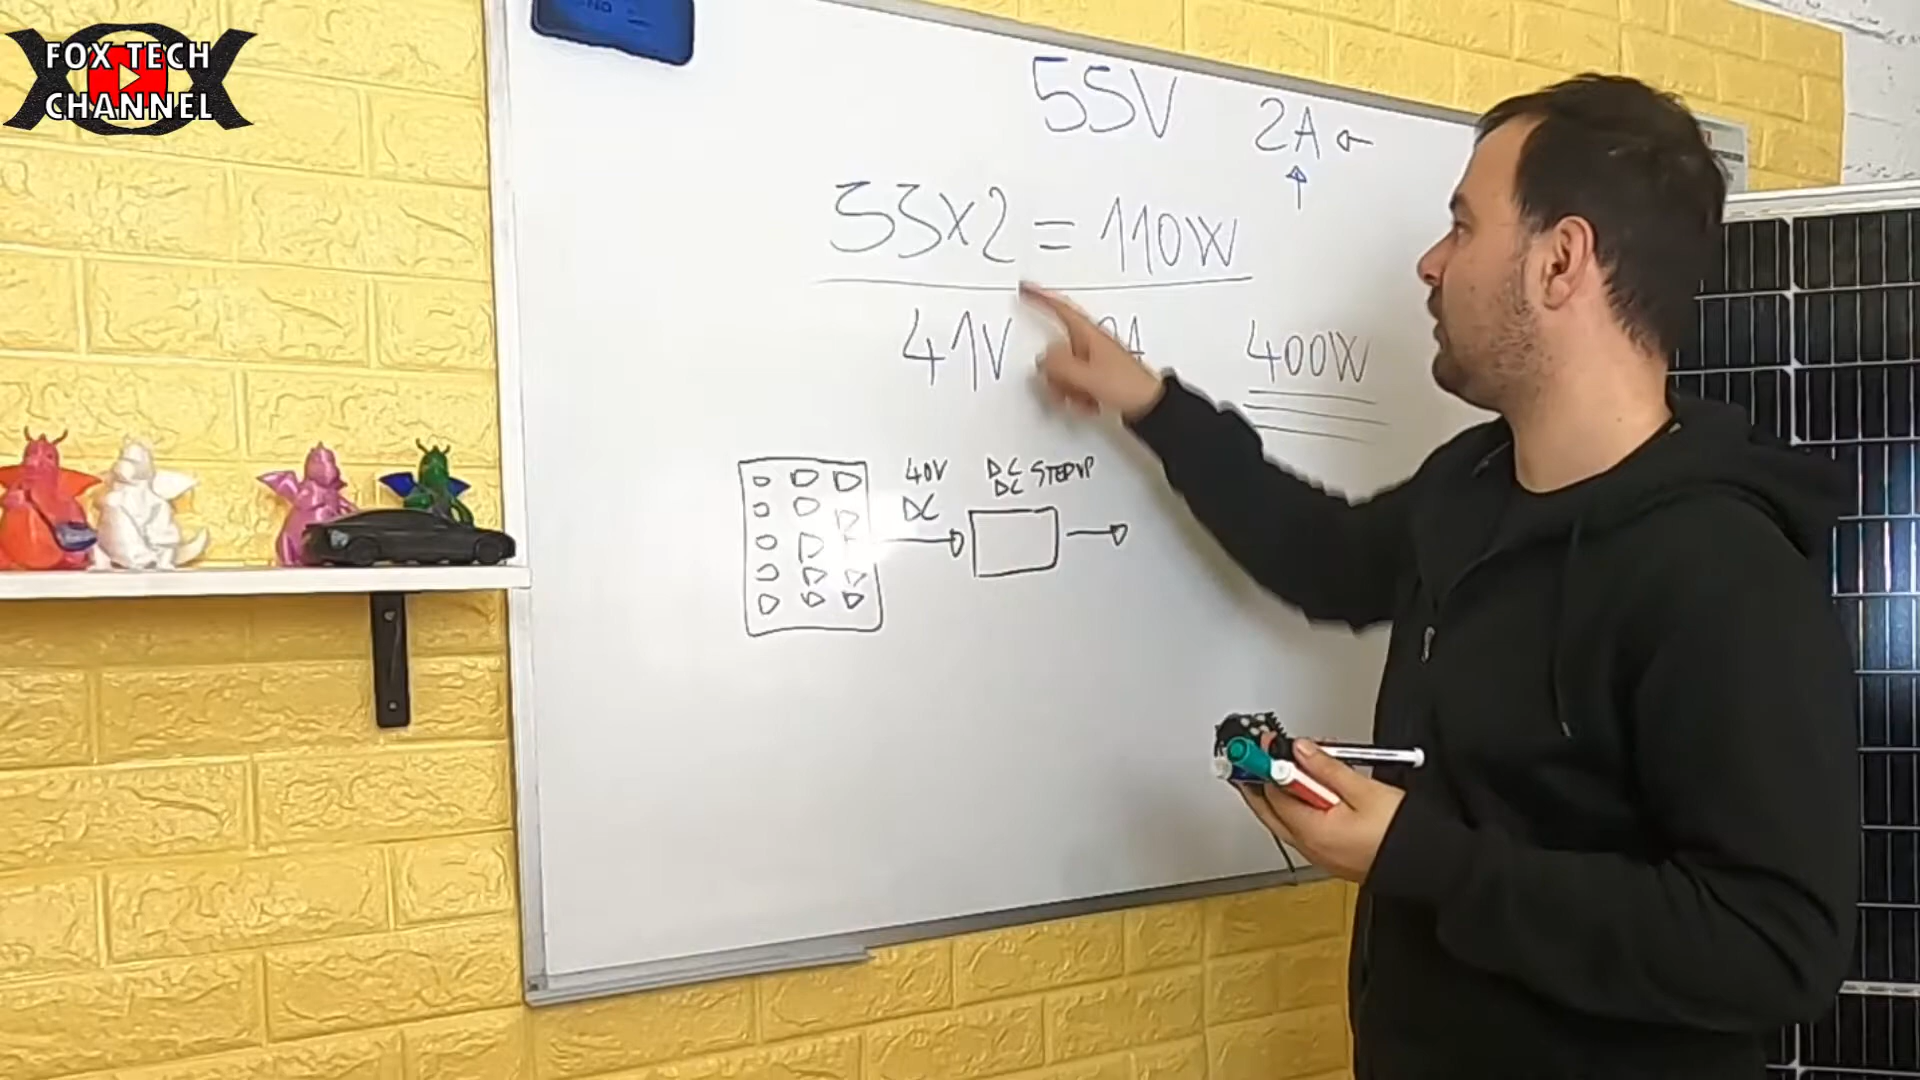 FOX TECH
CHANNEL
55V 2A
55x2 = 110W
41V A 400W
40V
DC
DC
DC STEPUP